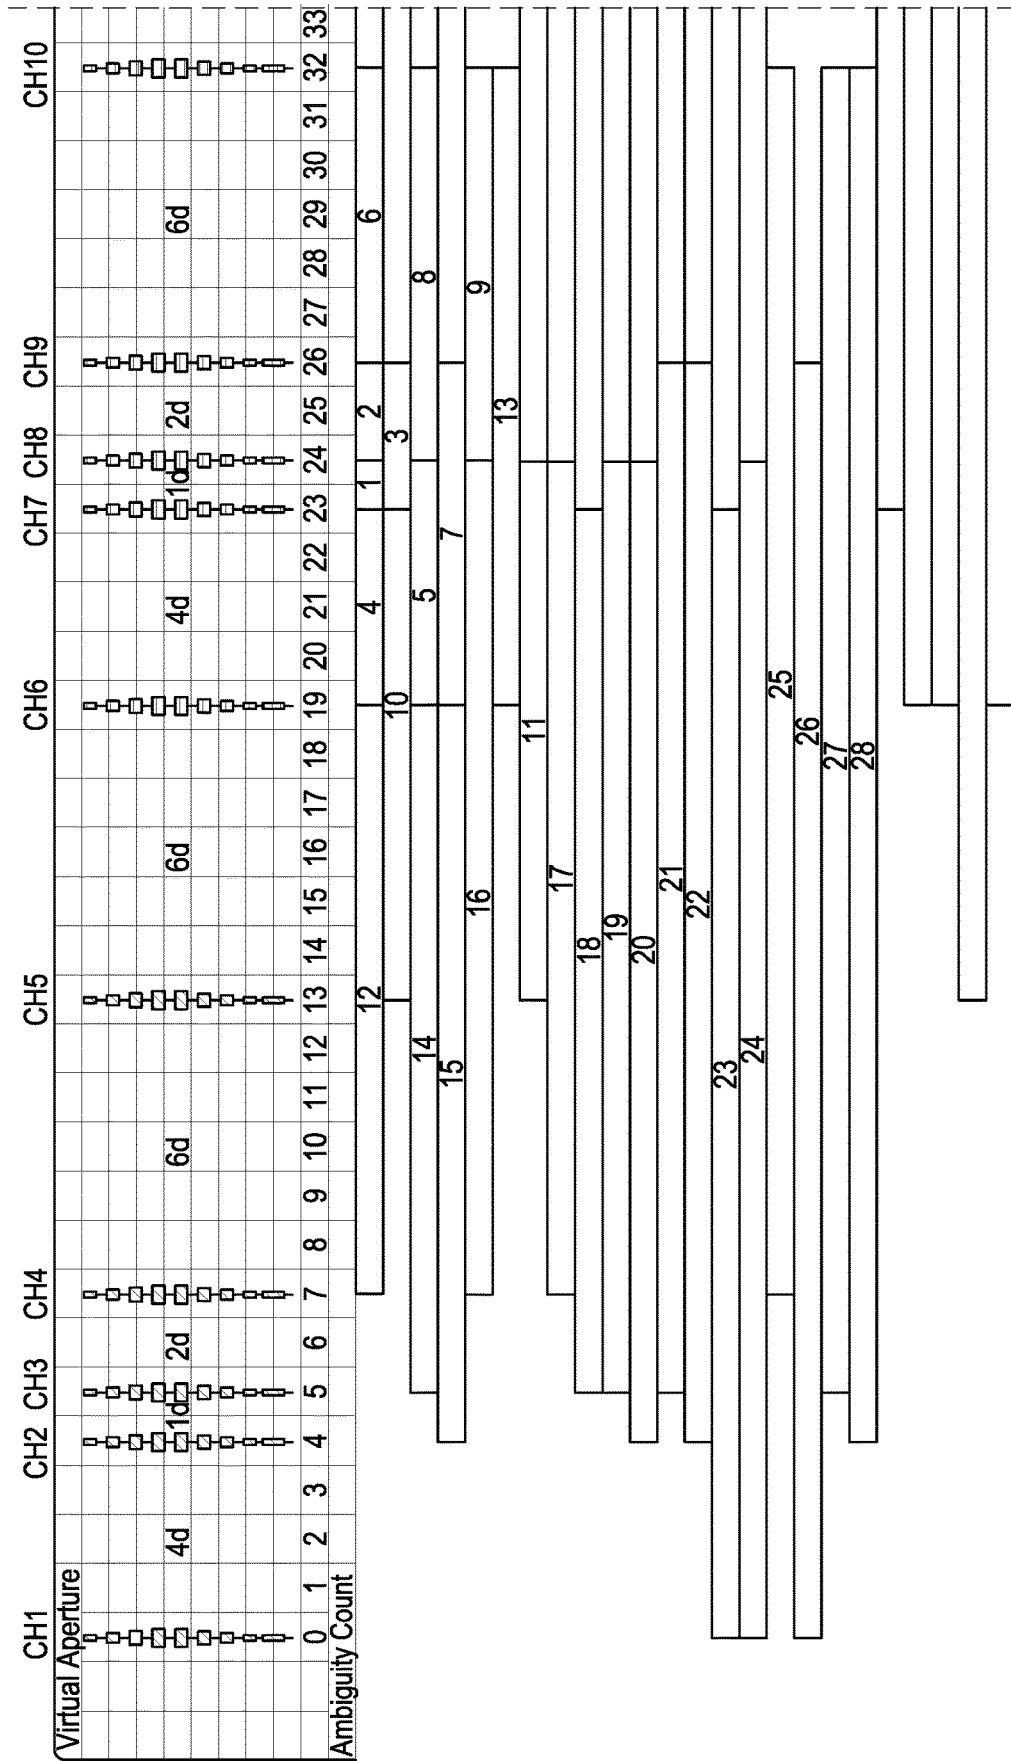 CH1 CH2 CH3 CH4 CH5 CH6 CH7 CH8 CH9 CH10
Virtual Aperture
4d 1d 2d 6d 6d 4d 1d 2d 6d
0 1 2 3 4 5 6 7 8 9 10 11 12 13 14 15 16 17 18 19 20 21 22 23 24 25 26 27 28 29 30 31 32 33
Ambiguity Count
12 4 1 2 6
10 3
14 5 8
15 7
16 9
13
11
17
18
19
20
21
22
23
24
25
26
27
28